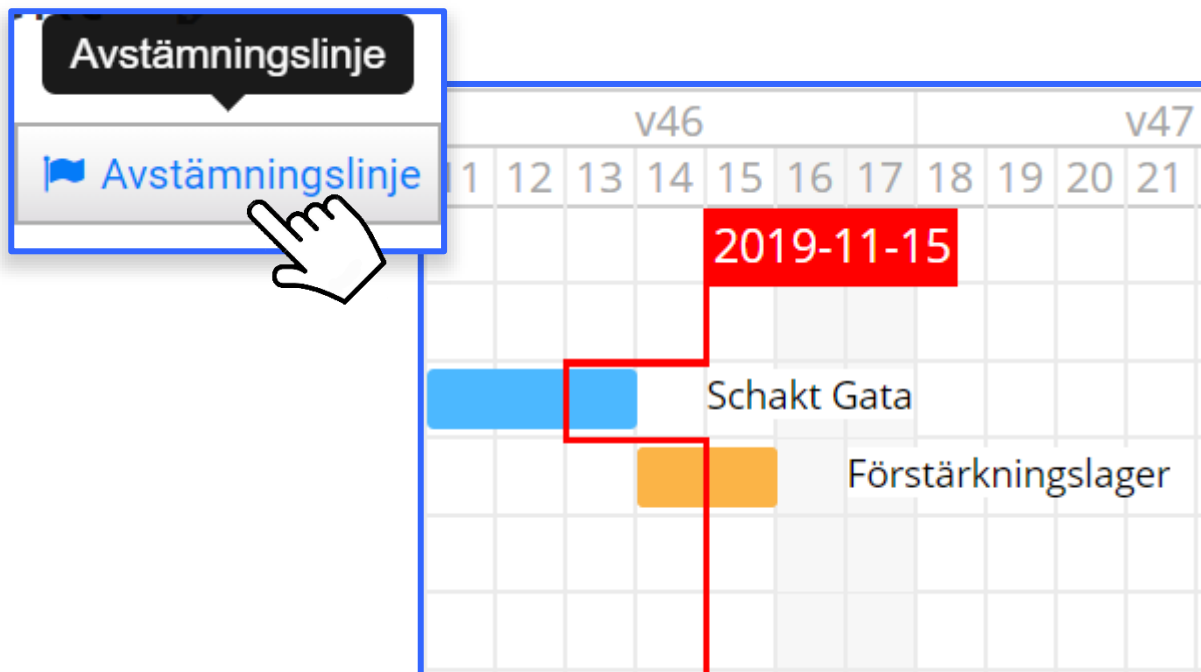 Avstämningslinje
Avstämningslinje
v46 v47
12 13 14 15 16 17 18 19 20 21
2019-11-15
Schakt Gata
Förstärkningslager